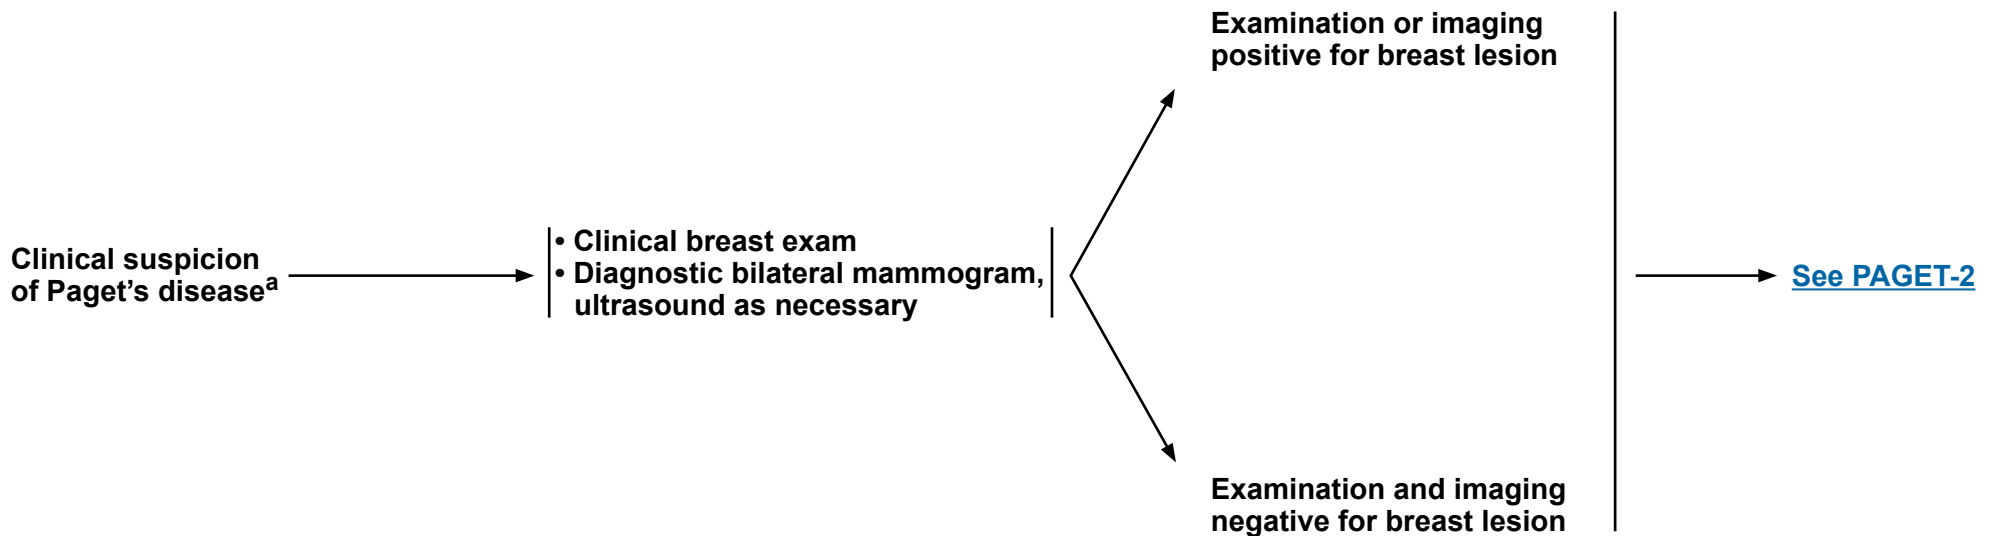 Clinical suspicion
of Paget’s diseaseᵃ
• Clinical breast exam
• Diagnostic bilateral mammogram,
ultrasound as necessary
Examination or imaging
positive for breast lesion
Examination and imaging
negative for breast lesion
See PAGET-2